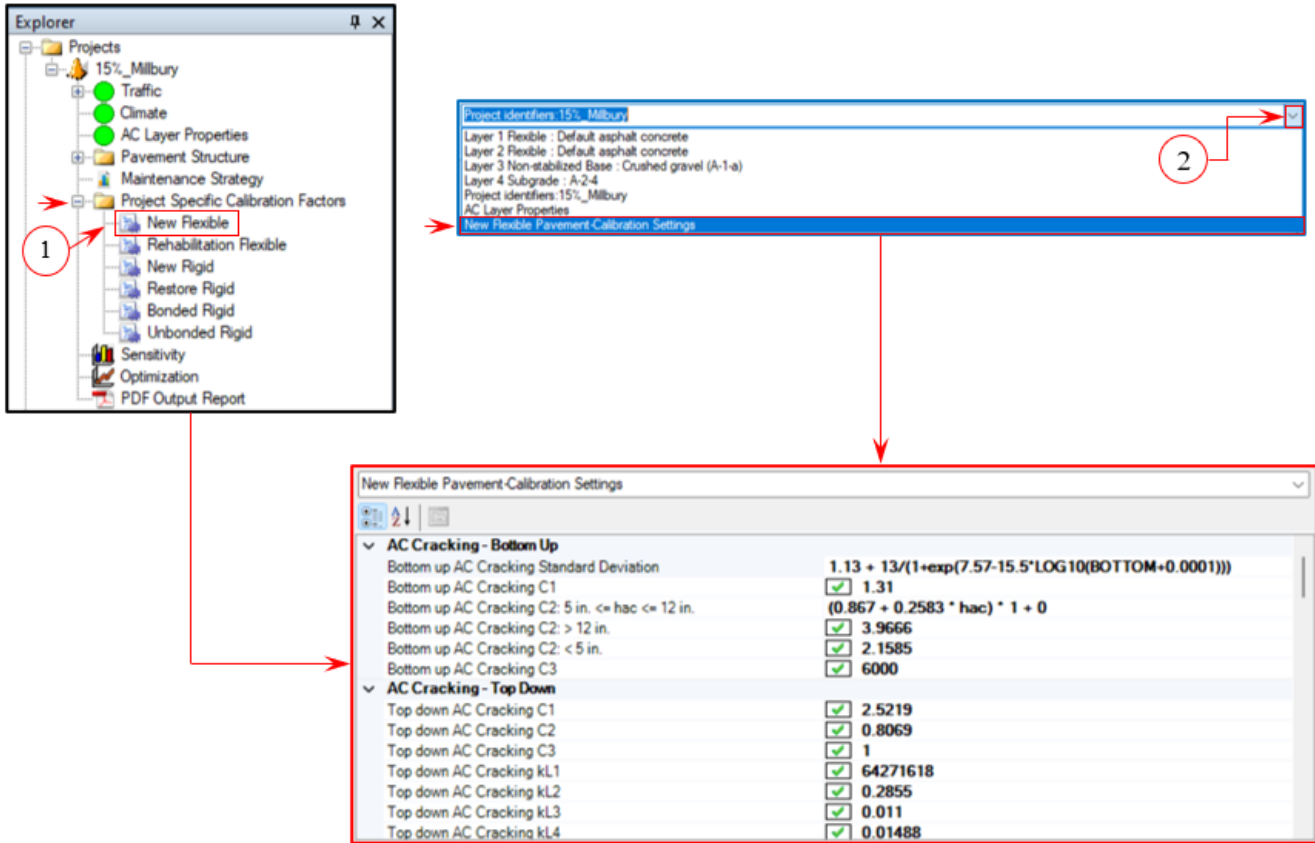 Explorer
Projects
15%_Millbury
Traffic
Climate
AC Layer Properties
Pavement Structure
Maintenance Strategy
Project Specific Calibration Factors
New Flexible
Rehabilitation Flexible
New Rigid
Restore Rigid
Bonded Rigid
Unbonded Rigid
Sensitivity
Optimization
PDF Output Report
1
Project identifiers:15%_Millbury
Layer 1 Flexible : Default asphalt concrete
Layer 2 Flexible : Default asphalt concrete
Layer 3 Non-stabilized Base : Crushed gravel (A-1-a)
Layer 4 Subgrade : A-2-4
Project identifiers:15%_Millbury
AC Layer Properties
New Flexible Pavement-Calibration Settings
2
New Flexible Pavement-Calibration Settings
AC Cracking - Bottom Up
Bottom up AC Cracking Standard Deviation 1.13 + 13/(1+exp(7.57-15.5*LOG10(BOTTOM+0.0001)))
Bottom up AC Cracking C1 1.31
Bottom up AC Cracking C2: 5 in. <= hac <= 12 in. (0.867 + 0.2583 * hac) * 1 + 0
Bottom up AC Cracking C2: > 12 in. 3.9666
Bottom up AC Cracking C2: < 5 in. 2.1585
Bottom up AC Cracking C3 6000
AC Cracking - Top Down
Top down AC Cracking C1 2.5219
Top down AC Cracking C2 0.8069
Top down AC Cracking C3 1
Top down AC Cracking kL1 64271618
Top down AC Cracking kL2 0.2855
Top down AC Cracking kL3 0.011
Top down AC Cracking kL4 0.01488